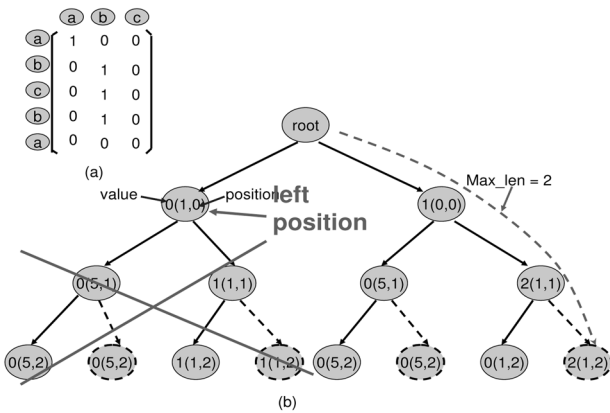 a b c
a 1 0 0
b 0 1 0
c 0 1 0
b 0 1 0
a 0 0 0
(a)
root
Max_len = 2
value position
0(1,0) left position 1(0,0)
0(5,1) 1(1,1) 0(5,1) 2(1,1)
0(5,2) 0(5,2) 1(1,2) 1(1,2) 0(5,2) 0(5,2) 0(1,2) 2(1,2)
(b)